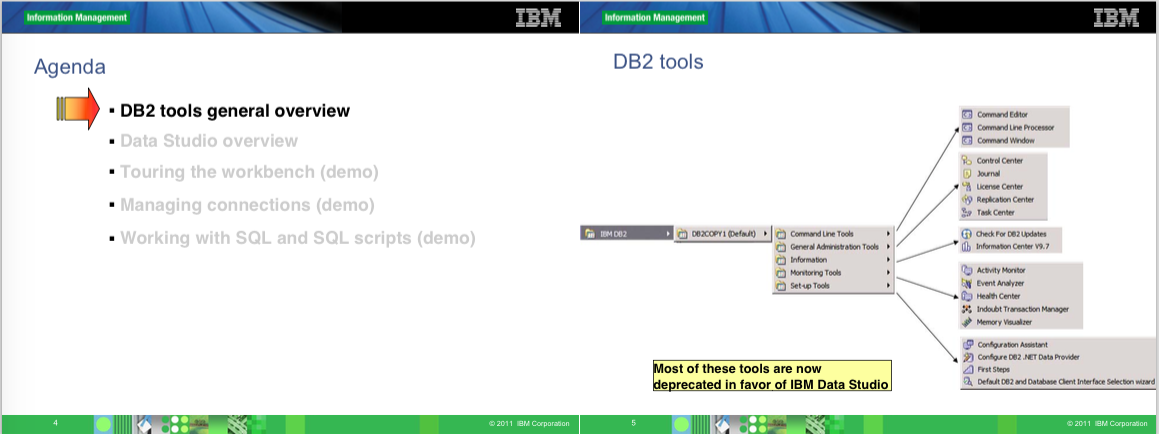 Information Management
IBM
Agenda
DB2 tools general overview
Data Studio overview
Touring the workbench (demo)
Managing connections (demo)
Working with SQL and SQL scripts (demo)
4
© 2011 IBM Corporation
Information Management
IBM
DB2 tools
IBM DB2
DB2COPY1 (Default)
Command Line Tools
General Administration Tools
Information
Monitoring Tools
Set-up Tools
Command Editor
Command Line Processor
Command Window
Control Center
Journal
License Center
Replication Center
Task Center
Check For DB2 Updates
Information Center V9.7
Activity Monitor
Event Analyzer
Health Center
Indoubt Transaction Manager
Memory Visualizer
Configuration Assistant
Configure DB2 .NET Data Provider
First Steps
Default DB2 and Database Client Interface Selection wizard
Most of these tools are now
deprecated in favor of IBM Data Studio
5
© 2011 IBM Corporation